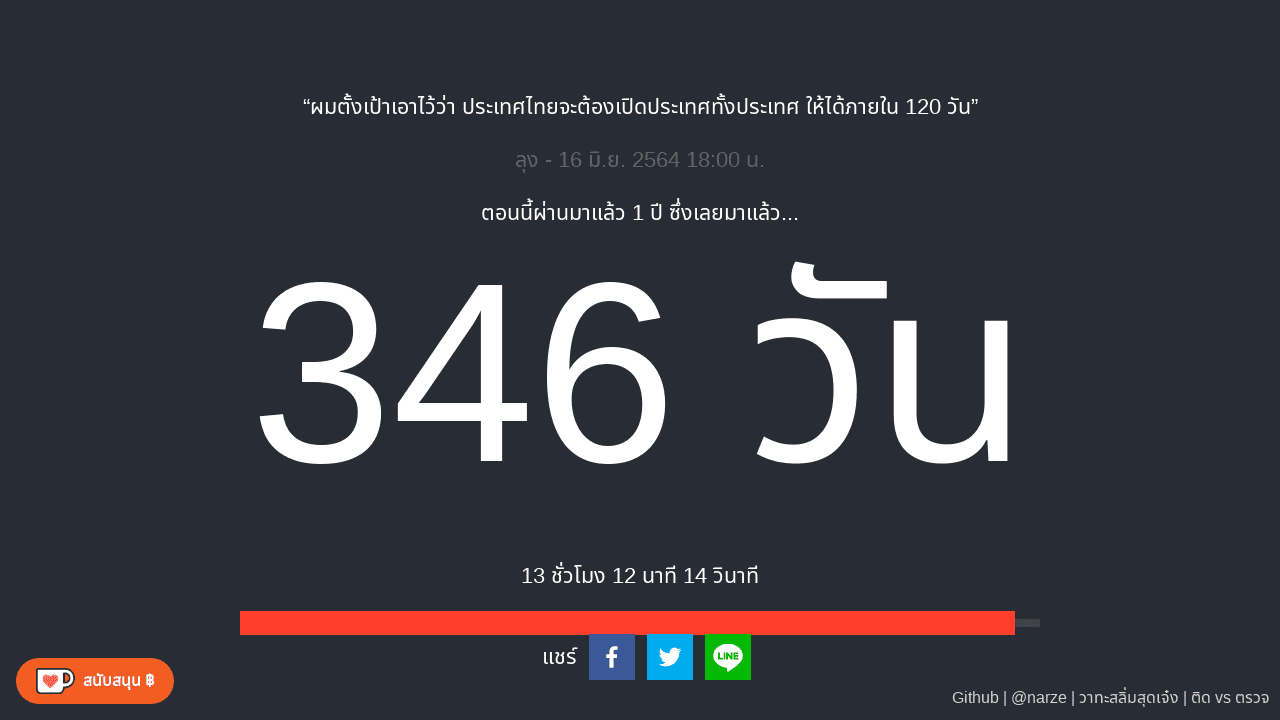 “ผมตั้งเป้าเอาไว้ว่า ประเทศไทยจะต้องเปิดประเทศทั้งประเทศ ให้ได้ภายใน 120 วัน”
ลุง - 16 มิ.ย. 2564 18:00 น.
ตอนนี้ผ่านมาแล้ว 1 ปี ซึ่งเลยมาแล้ว...
346 วัน
13 ชั่วโมง 12 นาที 14 วินาที
แชร์
LINE
สนับสนุน ฿
Github | @narze | วาทะสลิ่มสุดเจ๋ง | ติด vs ตรวจ